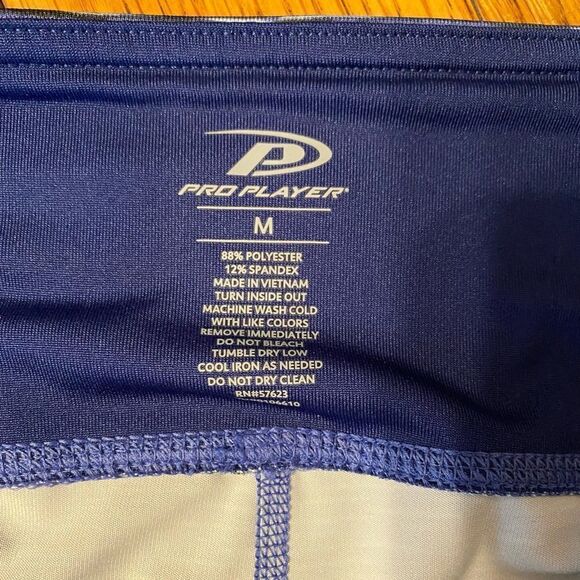 PRO PLAYER
M
88% POLYESTER
12% SPANDEX
MADE IN VIETNAM
TURN INSIDE OUT
MACHINE WASH COLD
WITH LIKE COLORS
REMOVE IMMEDIATELY
DO NOT BLEACH
TUMBLE DRY LOW
COOL IRON AS NEEDED
DO NOT DRY CLEAN
RN#57623